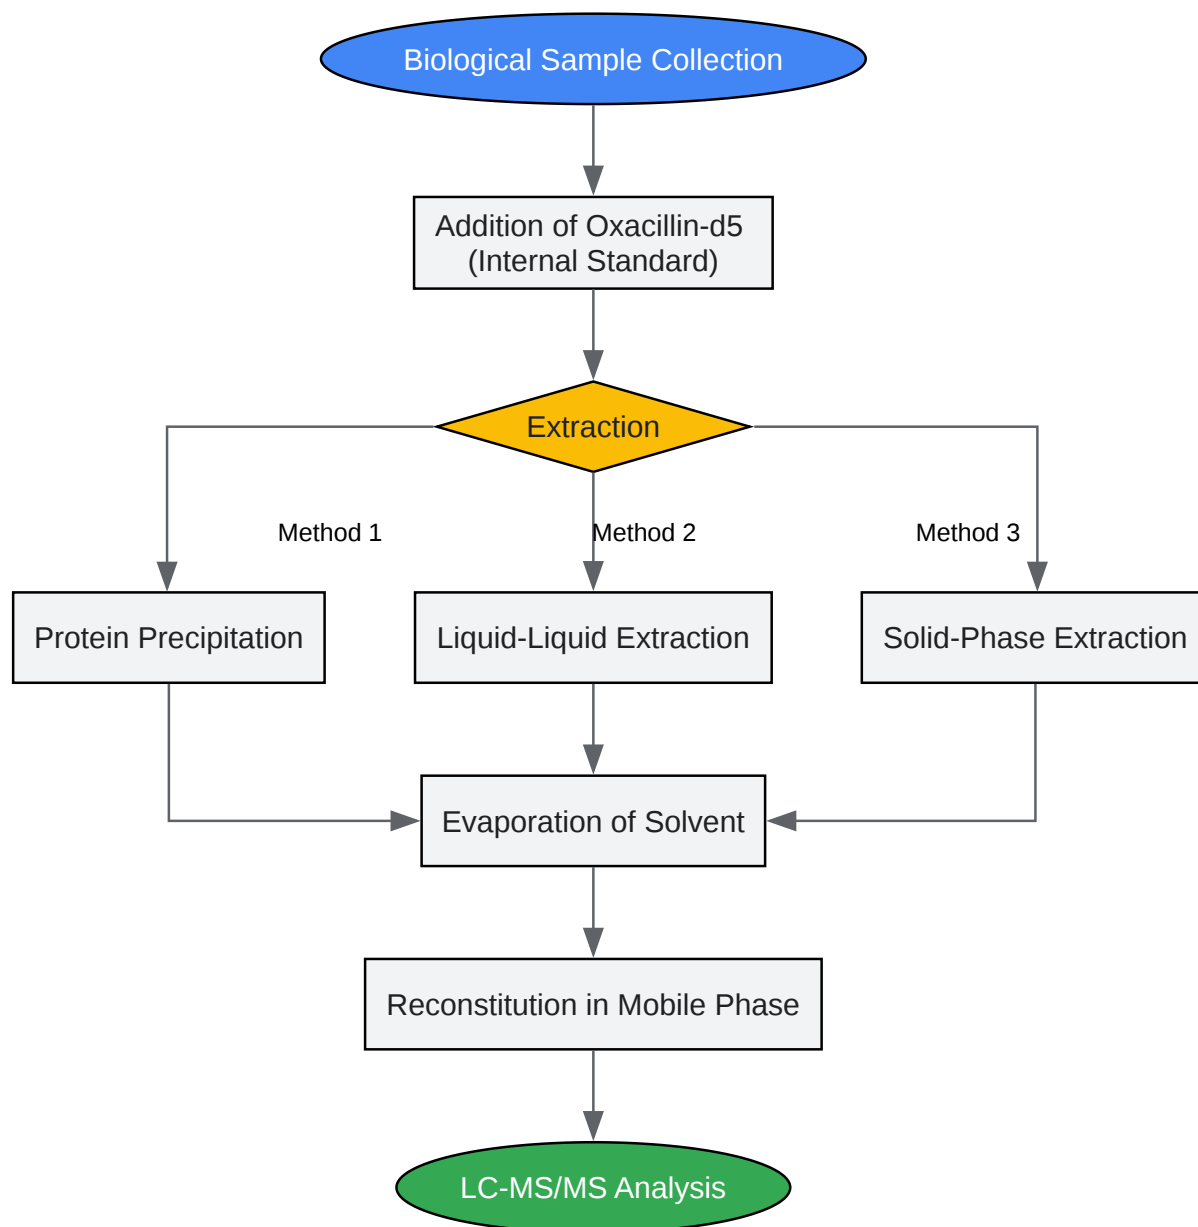 Biological Sample Collection
Addition of Oxacillin-d5
(Internal Standard)
Extraction
Method 1
Method 2
Method 3
Protein Precipitation
Liquid-Liquid Extraction
Solid-Phase Extraction
Evaporation of Solvent
Reconstitution in Mobile Phase
LC-MS/MS Analysis